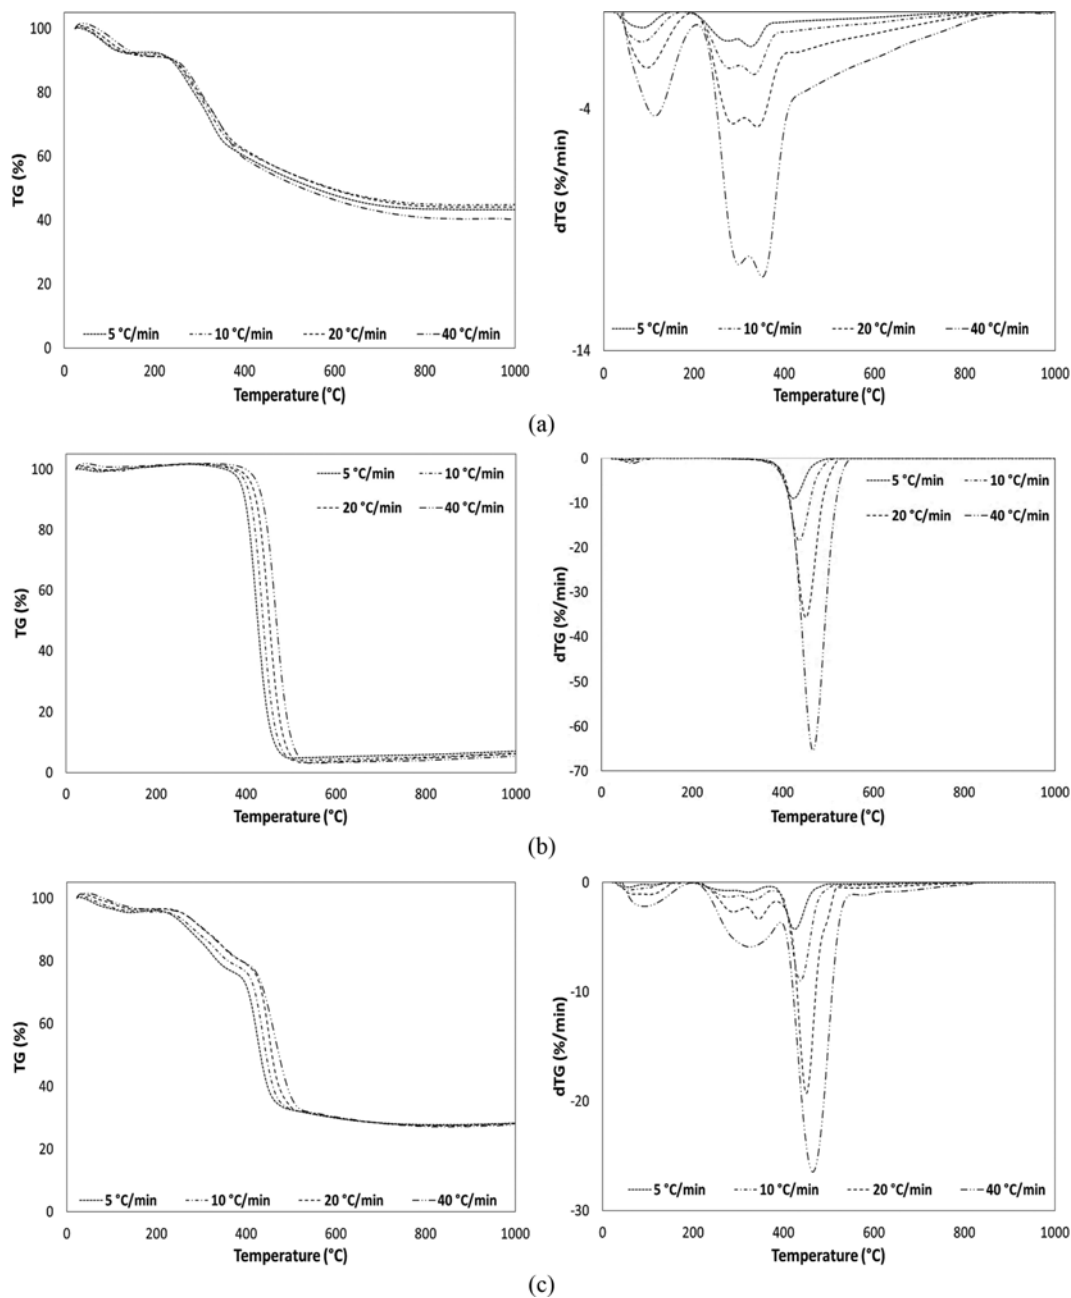 TG (%)
100
80
60
40
20
0
5 °C/min 10 °C/min 20 °C/min 40 °C/min
0 200 400 600 800 1000
Temperature (°C)
dTG (%/min)
-4
-14
5 °C/min 10 °C/min 20 °C/min 40 °C/min
0 200 400 600 800 1000
Temperature (°C)
(a)
TG (%)
100
80
60
40
20
0
5 °C/min 10 °C/min
20 °C/min 40 °C/min
0 200 400 600 800 1000
Temperature (°C)
dTG (%/min)
0
-10
-20
-30
-40
-50
-60
-70
5 °C/min 10 °C/min
20 °C/min 40 °C/min
0 200 400 600 800 1000
Temperature (°C)
(b)
TG (%)
100
80
60
40
20
0
5 °C/min 10 °C/min 20 °C/min 40 °C/min
0 200 400 600 800 1000
Temperature (°C)
dTG (%/min)
0
-10
-20
-30
5 °C/min 10 °C/min 20 °C/min 40 °C/min
0 200 400 600 800 1000
Temperature (°C)
(c)